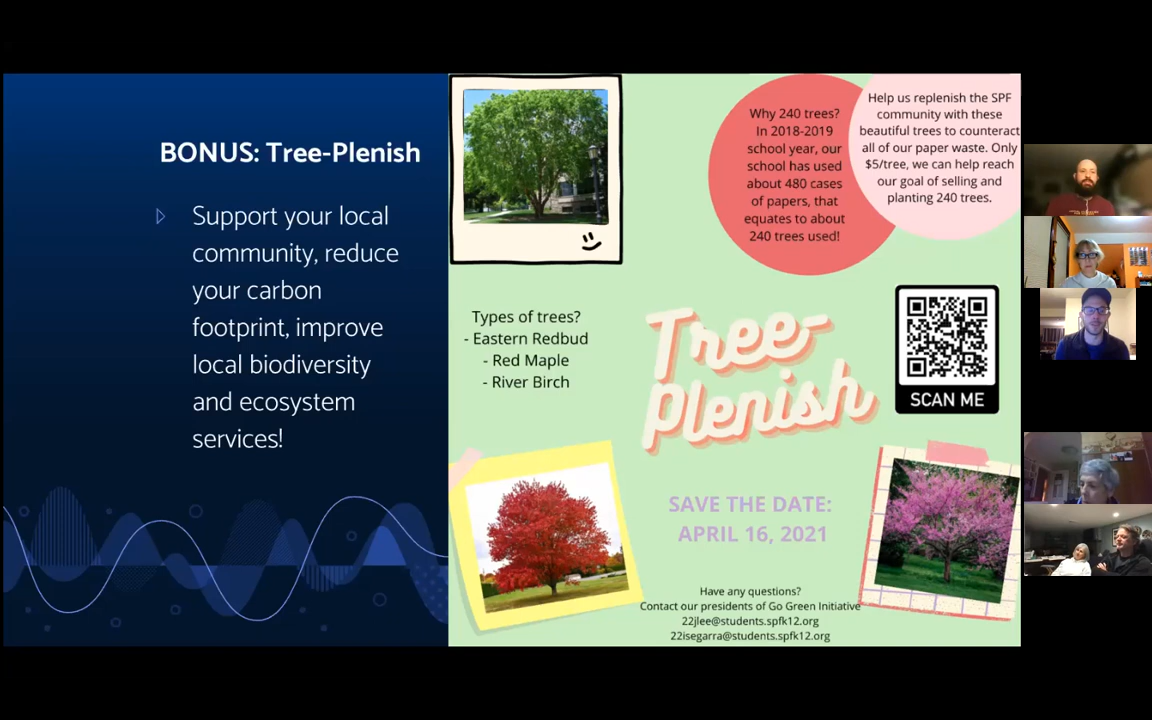 BONUS: Tree-Plenish
Support your local
community, reduce
your carbon
footprint, improve
local biodiversity
and ecosystem
services!
Why 240 trees?
In 2018-2019
school year, our
school has used
about 480 cases
of papers, that
equates to about
240 trees used!
Help us replenish the SPF
community with these
beautiful trees to counteract
all of our paper waste. Only
$5/tree, we can help reach
our goal of selling and
planting 240 trees.
Types of trees?
- Eastern Redbud
- Red Maple
- River Birch
Tree-
Plenish
SCAN ME
SAVE THE DATE:
APRIL 16, 2021
Have any questions?
Contact our presidents of Go Green Initiative
22jlee@students.spfk12.org
22isegarra@students.spfk12.org